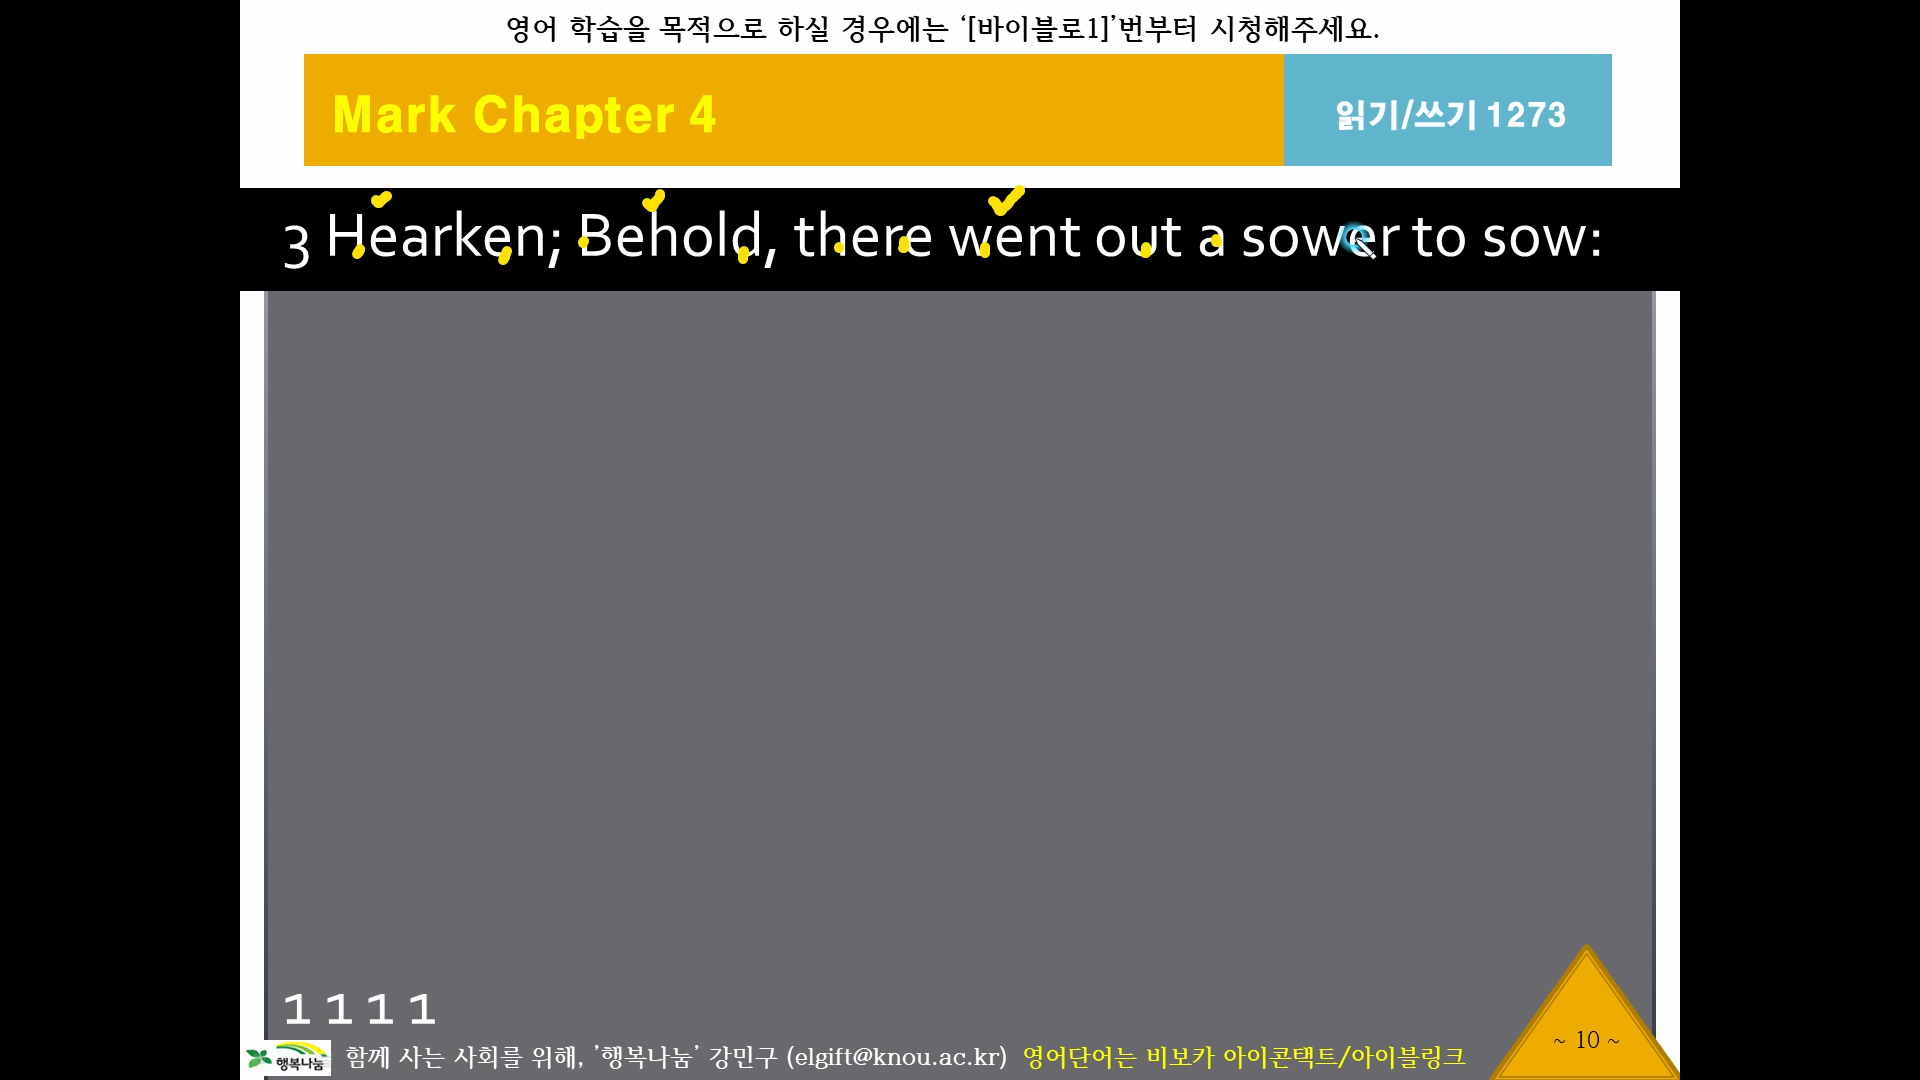 영어 학습을 목적으로 하실 경우에는 ‘[바이블로1]’번부터 시청해주세요.
Mark Chapter 4
읽기/쓰기 1273
3 Hearken; Behold, there went out a sower to sow:
1 1 1 1
~ 10 ~
행복나눔
함께 사는 사회를 위해, ’행복나눔’ 강민구 (elgift@knou.ac.kr) 영어단어는 비보카 아이콘택트/아이블링크